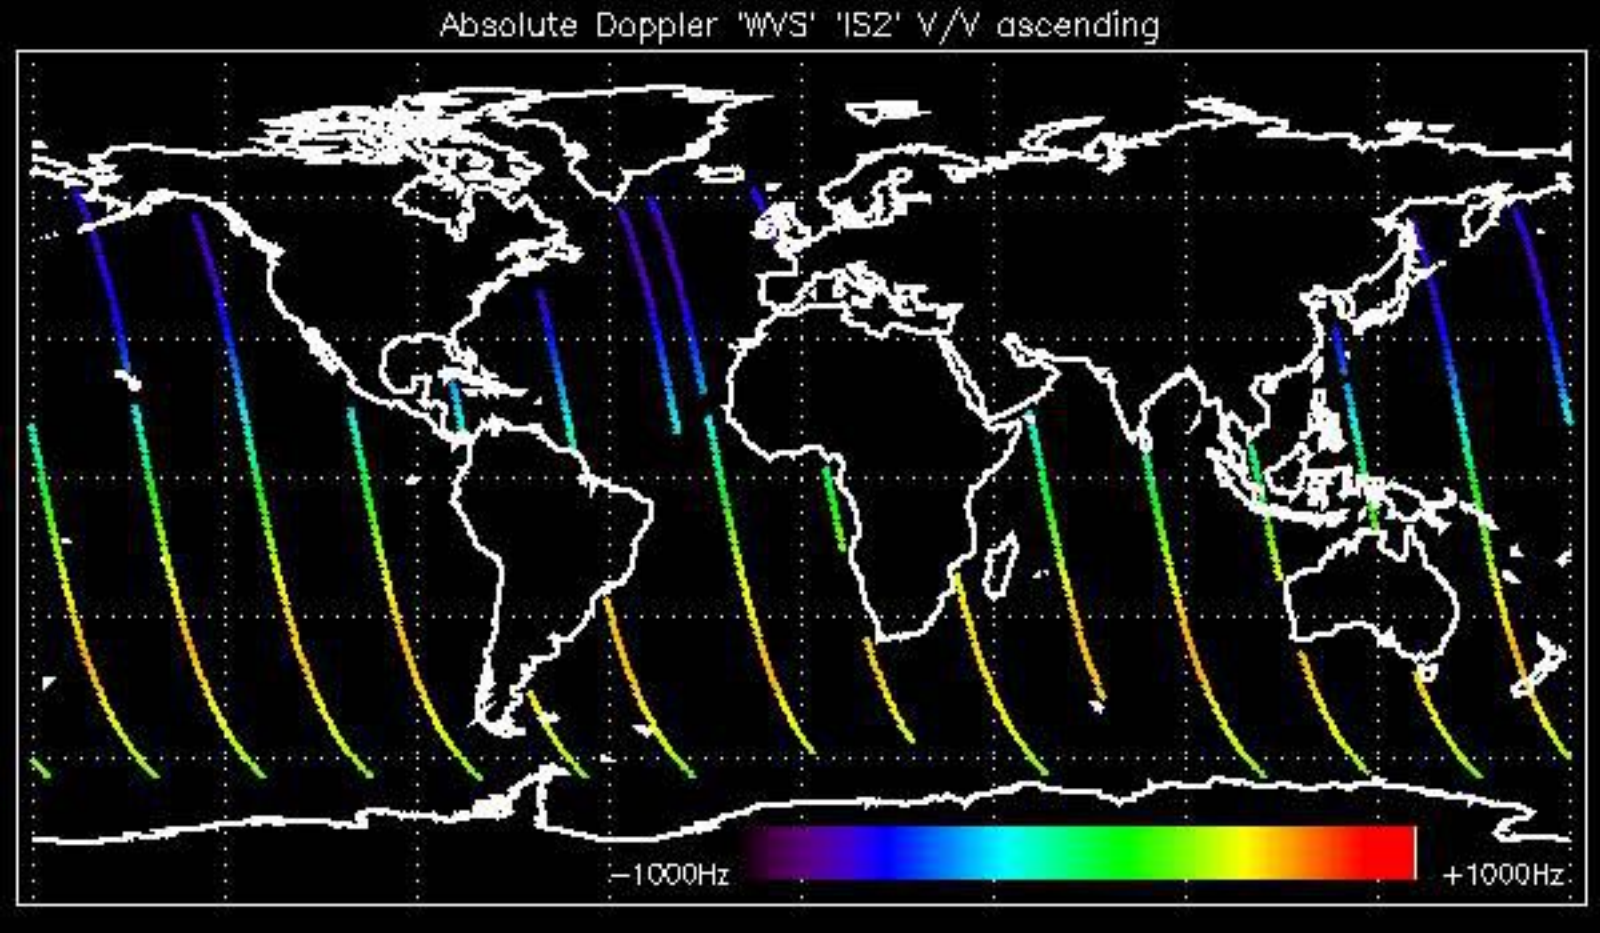 Absolute Doppler 'WVS' 'IS2' V/V ascending
−1000Hz +1000Hz